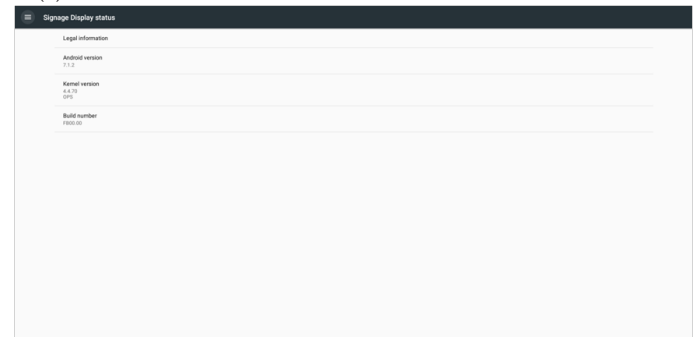 Signage Display status
Legal information
Android version
7.1.2
Kernel version
4.4.76
OPS
Build number
FB00.00